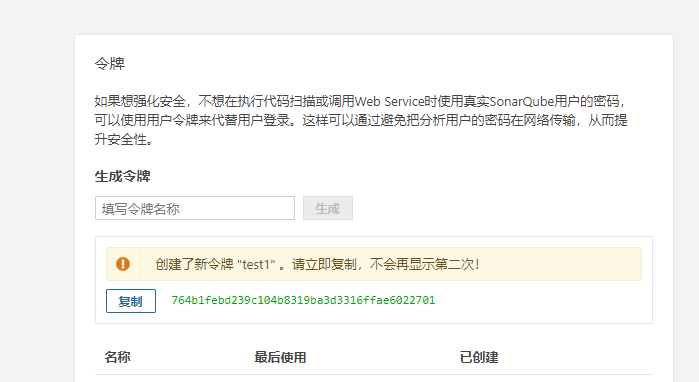 令牌
如果想强化安全，不想在执行代码扫描或调用Web Service时使用真实SonarQube用户的密码，
可以使用用户令牌来代替用户登录。这样可以通过避免把分析用户的密码在网络传输，从而提
升安全性。
生成令牌
填写令牌名称 生成
创建了新令牌 "test1" 。请立即复制，不会再显示第二次！
复制 764b1febd239c104b8319ba3d3316ffae6022701
名称 最后使用 已创建